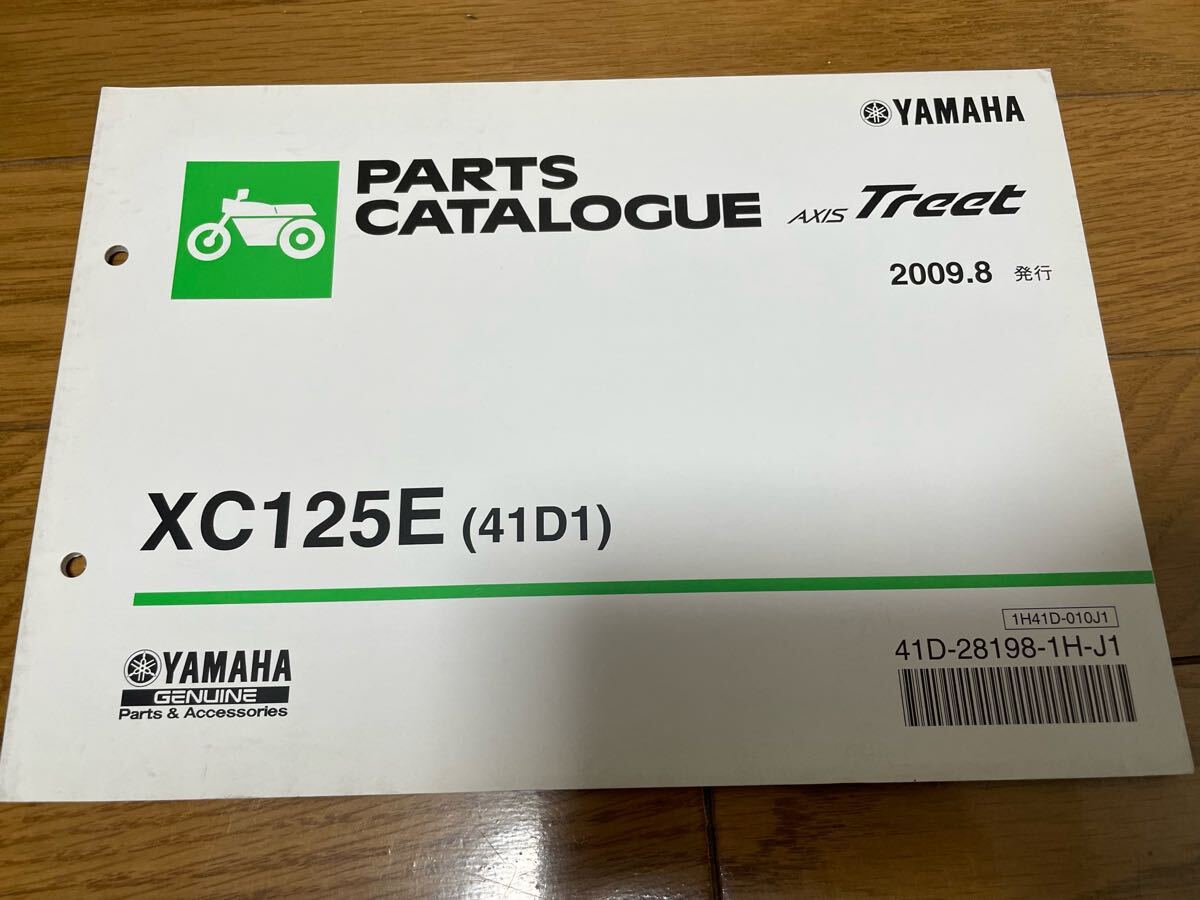 YAMAHA
PARTS
CATALOGUE
AXIS Treet
2009.8 発行
XC125E (41D1)
1H41D-010J1
41D-28198-1H-J1
YAMAHA
GENUINE
Parts & Accessories